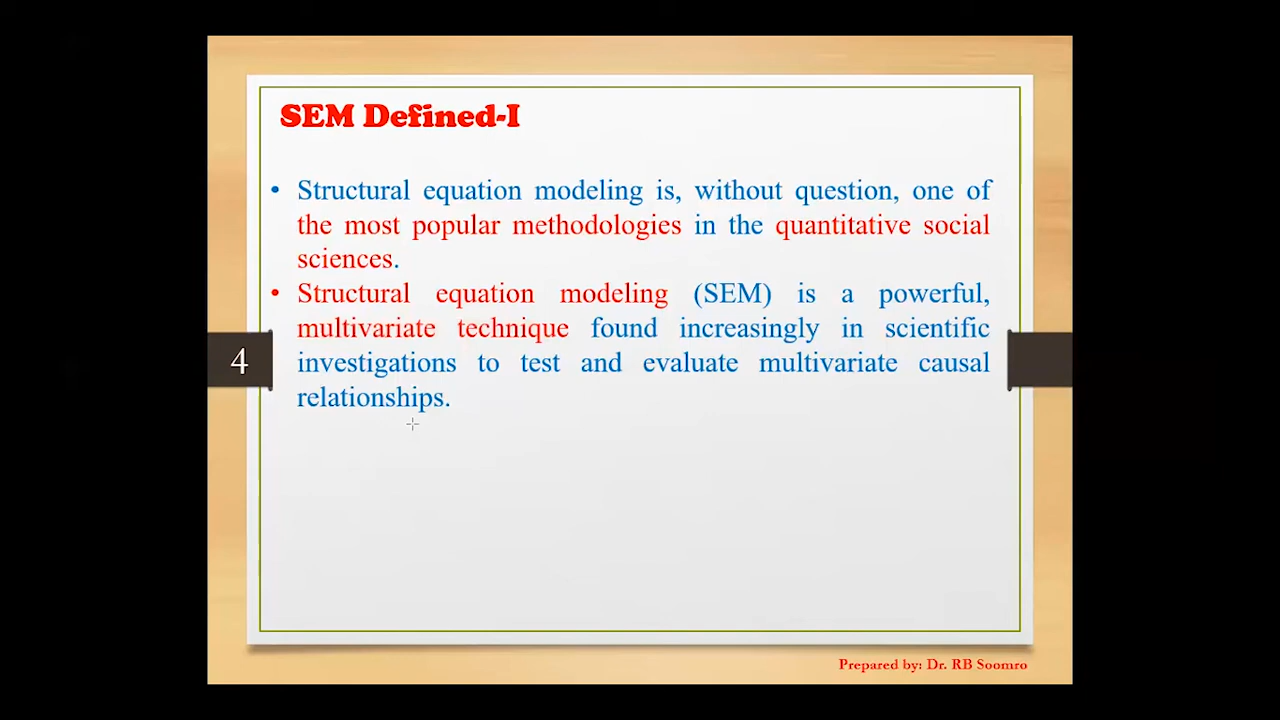 SEM Defined-I
• Structural equation modeling is, without question, one of
the most popular methodologies in the quantitative social
sciences.
• Structural equation modeling (SEM) is a powerful,
multivariate technique found increasingly in scientific
investigations to test and evaluate multivariate causal
relationships.
4
Prepared by: Dr. RB Soomro